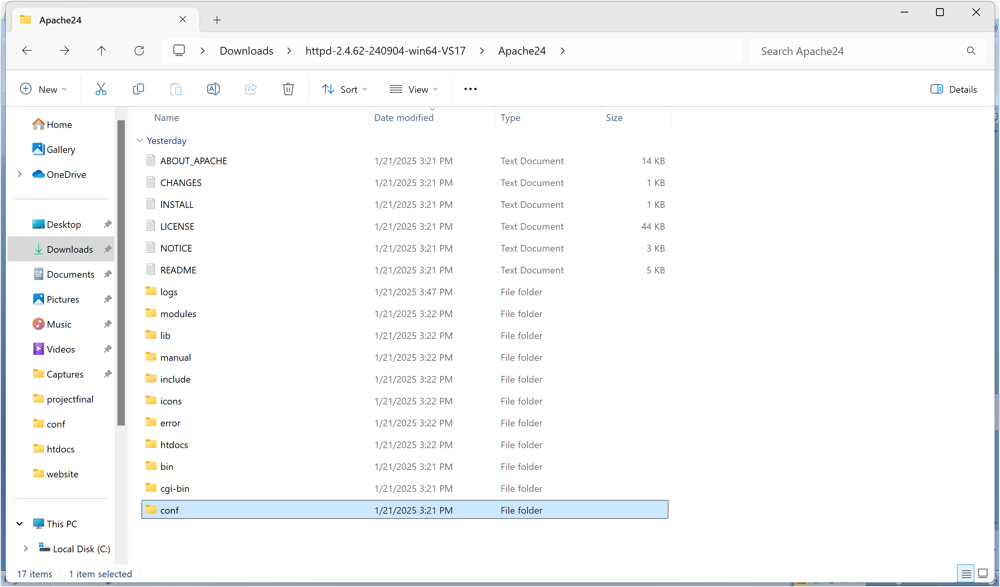 Apache24
Downloads > httpd-2.4.62-240904-win64-VS17 > Apache24 >
Search Apache24
New
Sort
View
Details
Home
Gallery
OneDrive
Desktop
Downloads
Documents
Pictures
Music
Videos
Captures
projectfinal
conf
htdocs
website
This PC
Local Disk (C:)
Name Date modified Type Size
Yesterday
ABOUT_APACHE 1/21/2025 3:21 PM Text Document 14 KB
CHANGES 1/21/2025 3:21 PM Text Document 1 KB
INSTALL 1/21/2025 3:21 PM Text Document 1 KB
LICENSE 1/21/2025 3:21 PM Text Document 44 KB
NOTICE 1/21/2025 3:21 PM Text Document 3 KB
README 1/21/2025 3:21 PM Text Document 5 KB
logs 1/21/2025 3:47 PM File folder
modules 1/21/2025 3:22 PM File folder
lib 1/21/2025 3:22 PM File folder
manual 1/21/2025 3:22 PM File folder
include 1/21/2025 3:22 PM File folder
icons 1/21/2025 3:22 PM File folder
error 1/21/2025 3:22 PM File folder
htdocs 1/21/2025 3:22 PM File folder
bin 1/21/2025 3:21 PM File folder
cgi-bin 1/21/2025 3:21 PM File folder
conf 1/21/2025 3:21 PM File folder
17 items 1 item selected